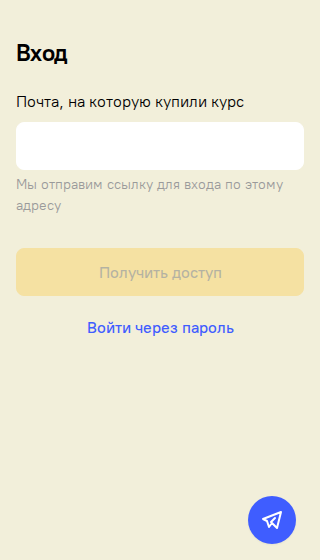 Вход
Почта, на которую купили курс
Мы отправим ссылку для входа по этому
адресу
Получить доступ
Войти через пароль